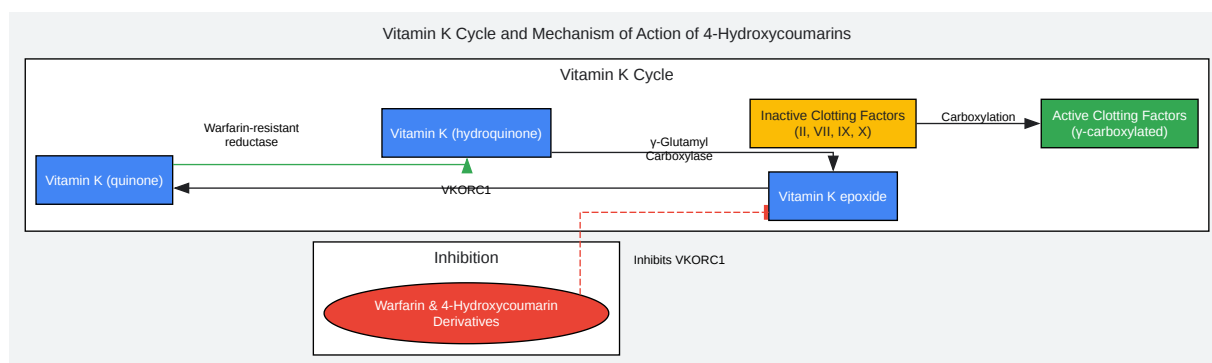 Vitamin K Cycle and Mechanism of Action of 4-Hydroxycoumarins
Vitamin K Cycle
Warfarin-resistant
reductase
Vitamin K (quinone)
Vitamin K (hydroquinone)
γ-Glutamyl
Carboxylase
Inactive Clotting Factors
(II, VII, IX, X)
Carboxylation
Active Clotting Factors
(γ-carboxylated)
VKORC1
Vitamin K epoxide
Inhibition
Inhibits VKORC1
Warfarin & 4-Hydroxycoumarin
Derivatives